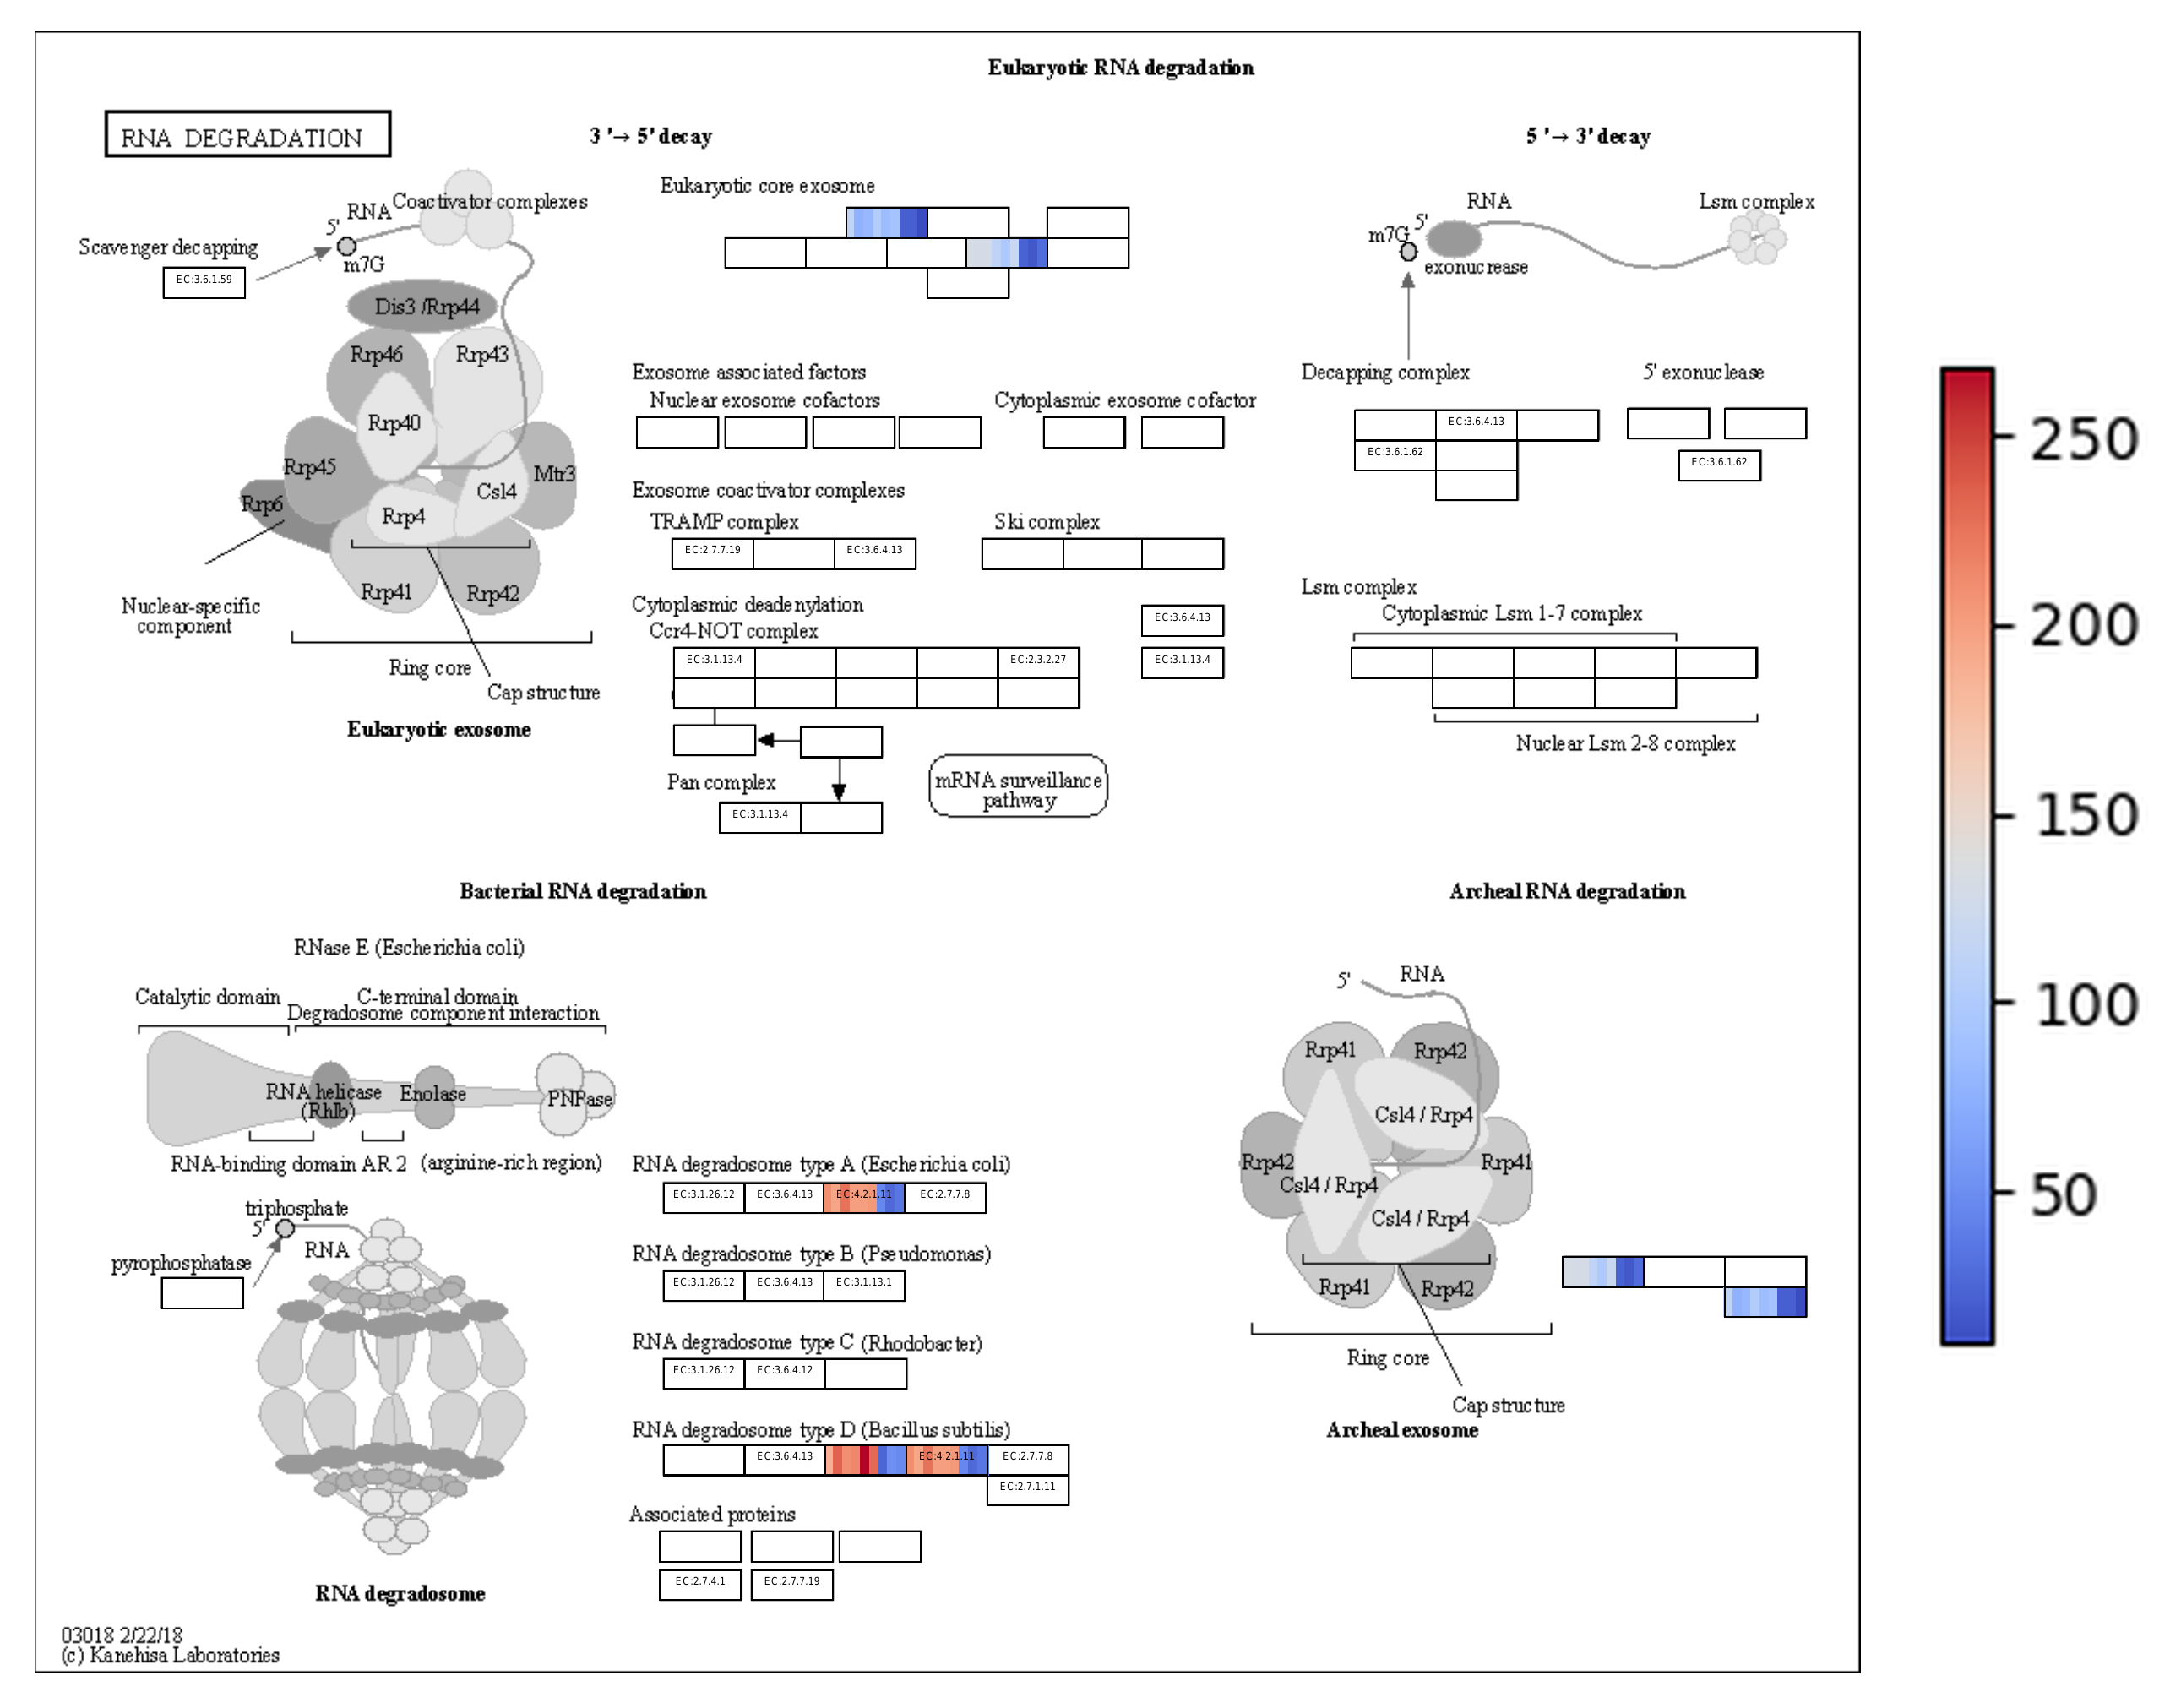 Eukaryotic RNA degradation
RNA DEGRADATION
3 '→ 5' decay
5 '→ 3' decay
Eukaryotic core exosome
Coactivator complexes
RNA
5'
m7G
Scavenger decapping
EC:3.6.1.59
Dis3 /Rrp44
Rrp46
Rrp43
Rrp40
Rrp45
Mtr3
Rrp6
Csl4
Rrp4
Rrp41
Rrp42
Nuclear-specific
component
Ring core
Cap structure
Eukaryotic exosome
Exosome associated factors
Nuclear exosome cofactors
Cytoplasmic exosome cofactor
Exosome coactivator complexes
TRAMP complex
Ski complex
EC:2.7.7.19
EC:3.6.4.13
Cytoplasmic deadenylation
EC:3.6.4.13
Ccr4-NOT complex
EC:3.1.13.4
EC:2.3.2.27
EC:3.1.13.4
Pan complex
EC:3.1.13.4
mRNA surveillance
pathway
RNA
Lsm complex
5'
m7G
exonucrease
Decapping complex
5' exonuclease
EC:3.6.4.13
EC:3.6.1.62
EC:3.6.1.62
Lsm complex
Cytoplasmic Lsm 1-7 complex
Nuclear Lsm 2-8 complex
Bacterial RNA degradation
RNase E (Escherichia coli)
Catalytic domain
C-terminal domain
Degradosome component interaction
RNA helicase
(Rhlb)
Enolase
PNPase
RNA-binding domain
AR 2
(arginine-rich region)
triphosphate
5'
RNA
pyrophosphatase
RNA degradosome
RNA degradosome type A (Escherichia coli)
EC:3.1.26.12
EC:3.6.4.13
EC:4.2.1.11
EC:2.7.7.8
RNA degradosome type B (Pseudomonas)
EC:3.1.26.12
EC:3.6.4.13
EC:3.1.13.1
RNA degradosome type C (Rhodobacter)
EC:3.1.26.12
EC:3.6.4.12
RNA degradosome type D (Bacillus subtilis)
EC:3.6.4.13
EC:4.2.1.11
EC:2.7.7.8
EC:2.7.1.11
Associated proteins
EC:2.7.4.1
EC:2.7.7.19
Archeal RNA degradation
5'
RNA
Rrp41
Rrp42
Csl4 / Rrp4
Rrp42
Rrp41
Csl4 / Rrp4
Csl4 / Rrp4
Rrp41
Rrp42
Ring core
Cap structure
Archeal exosome
03018 2/22/18
(c) Kanehisa Laboratories
250
200
150
100
50